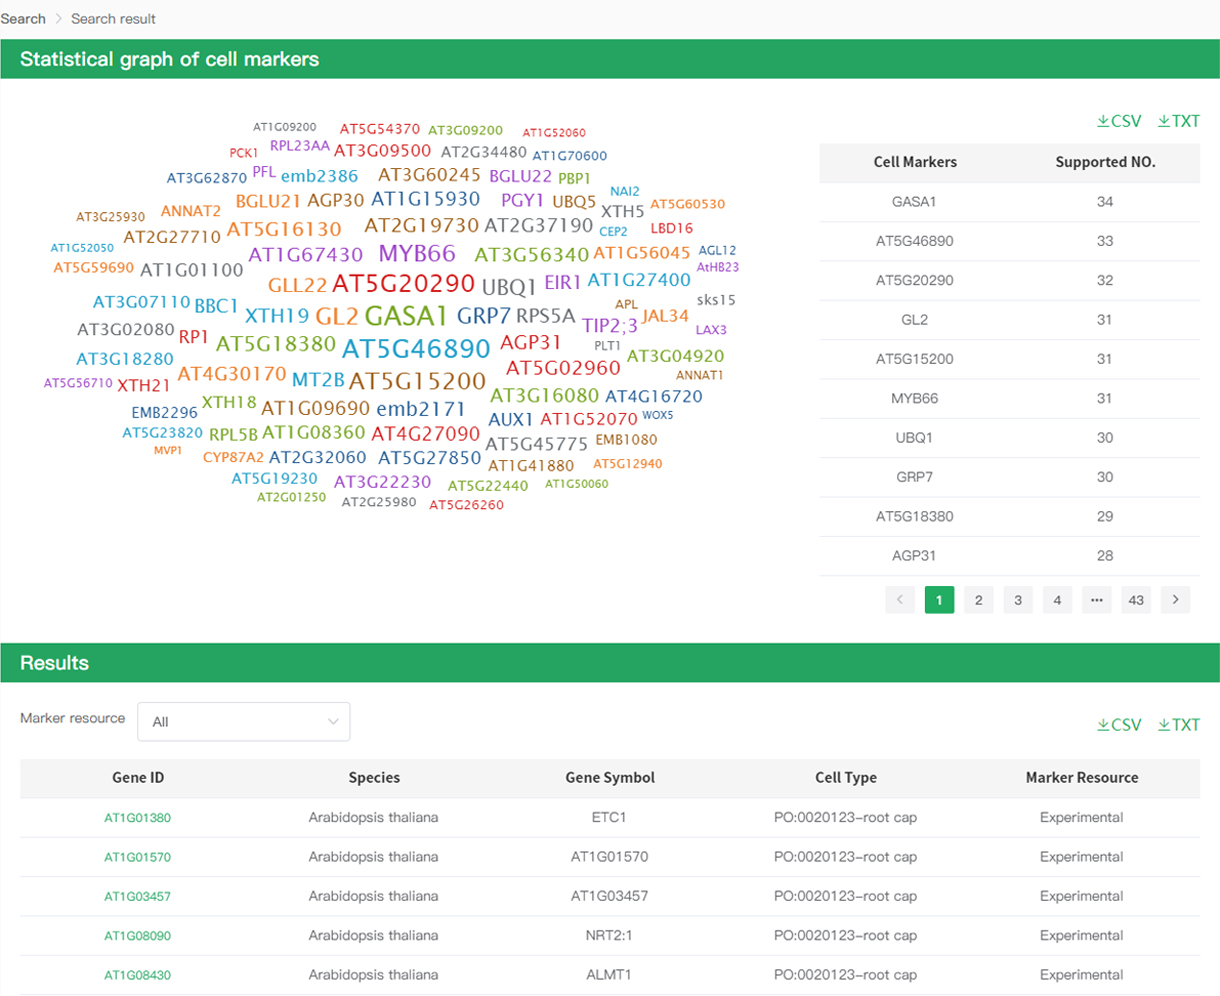 Search > Search result
Statistical graph of cell markers
CSV TXT
AT1G09200 AT5G54370 AT3G09200 AT1G52060
PCK1 RPL23AA AT3G09500 AT2G34480 AT1G70600
AT3G62870 PFL emb2386 AT3G60245 BGLU22 PBP1
BGLU21 AGP30 AT1G15930 PGY1 UBQ5 NAI2
AT3G25930 ANNAT2 XTH5 AT5G60530
AT2G27710 AT5G16130 AT2G19730 AT2G37190 CEP2 LBD16
AT1G52050 AT1G67430 MYB66 AT3G56340 AT1G56045 AGL12
AT5G59690 AT1G01100 AtHB23
GLL22 AT5G20290 UBQ1 EIR1 AT1G27400
AT3G07110 BBC1 APL sks15
XTH19 GL2 GASA1 GRP7 RPS5A JAL34
AT3G02080 RP1 TIP2;3 LAX3
AT3G18280 AT5G18380 AT5G46890 AGP31 PLT1 AT3G04920
AT5G56710 XTH21 AT4G30170 MT2B AT5G15200 AT5G02960 ANNAT1
XTH18 AT3G16080 AT4G16720
EMB2296 AT1G09690 emb2171 AUX1 AT1G52070 WOX5
AT5G23820 RPL5B AT1G08360 AT4G27090 AT5G45775 EMB1080
MVP1 CYP87A2 AT2G32060 AT5G27850 AT1G41880 AT5G12940
AT5G19230 AT3G22230 AT5G22440 AT1G50060
AT2G01250 AT2G25980 AT5G26260
Cell Markers Supported NO.
GASA1 34
AT5G46890 33
AT5G20290 32
GL2 31
AT5G15200 31
MYB66 31
UBQ1 30
GRP7 30
AT5G18380 29
AGP31 28
< 1 2 3 4 ••• 43 >
Results
Marker resource All
CSV TXT
Gene ID Species Gene Symbol Cell Type Marker Resource
AT1G01380 Arabidopsis thaliana ETC1 PO:0020123-root cap Experimental
AT1G01570 Arabidopsis thaliana AT1G01570 PO:0020123-root cap Experimental
AT1G03457 Arabidopsis thaliana AT1G03457 PO:0020123-root cap Experimental
AT1G08090 Arabidopsis thaliana NRT2:1 PO:0020123-root cap Experimental
AT1G08430 Arabidopsis thaliana ALMT1 PO:0020123-root cap Experimental